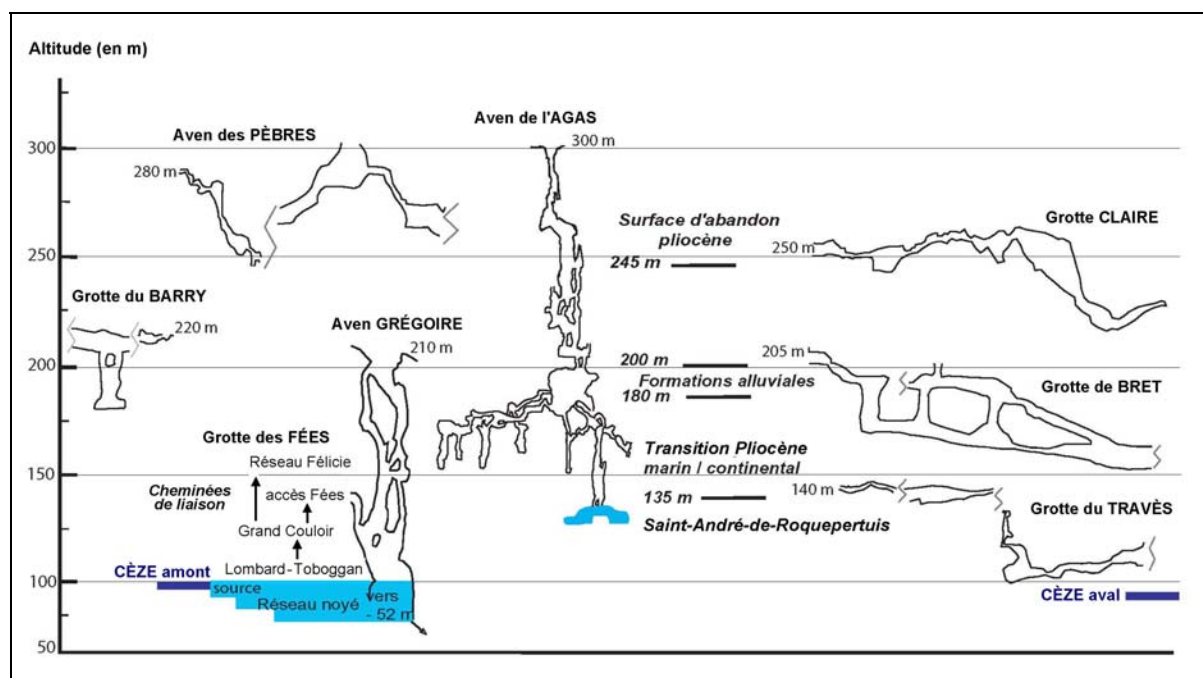 Altitude (en m)
300
250
200
150
100
50
Aven des PÈBRES
280 m
Aven de l'AGAS
300 m
Surface d'abandon
pliocène
245 m
Grotte CLAIRE
250 m
Grotte du BARRY
220 m
Aven GRÉGOIRE
210 m
200 m
Formations alluviales
180 m
205 m
Grotte de BRET
Grotte des FÉES
Réseau Félicie
Cheminées
de liaison
accès Fées
Grand Couloir
Lombard-Toboggan
Transition Pliocène
marin / continental
135 m
Saint-André-de-Roquepertuis
140 m
Grotte du TRAVÈS
CÈZE amont
source
Réseau noyé
vers
- 52 m
CÈZE aval